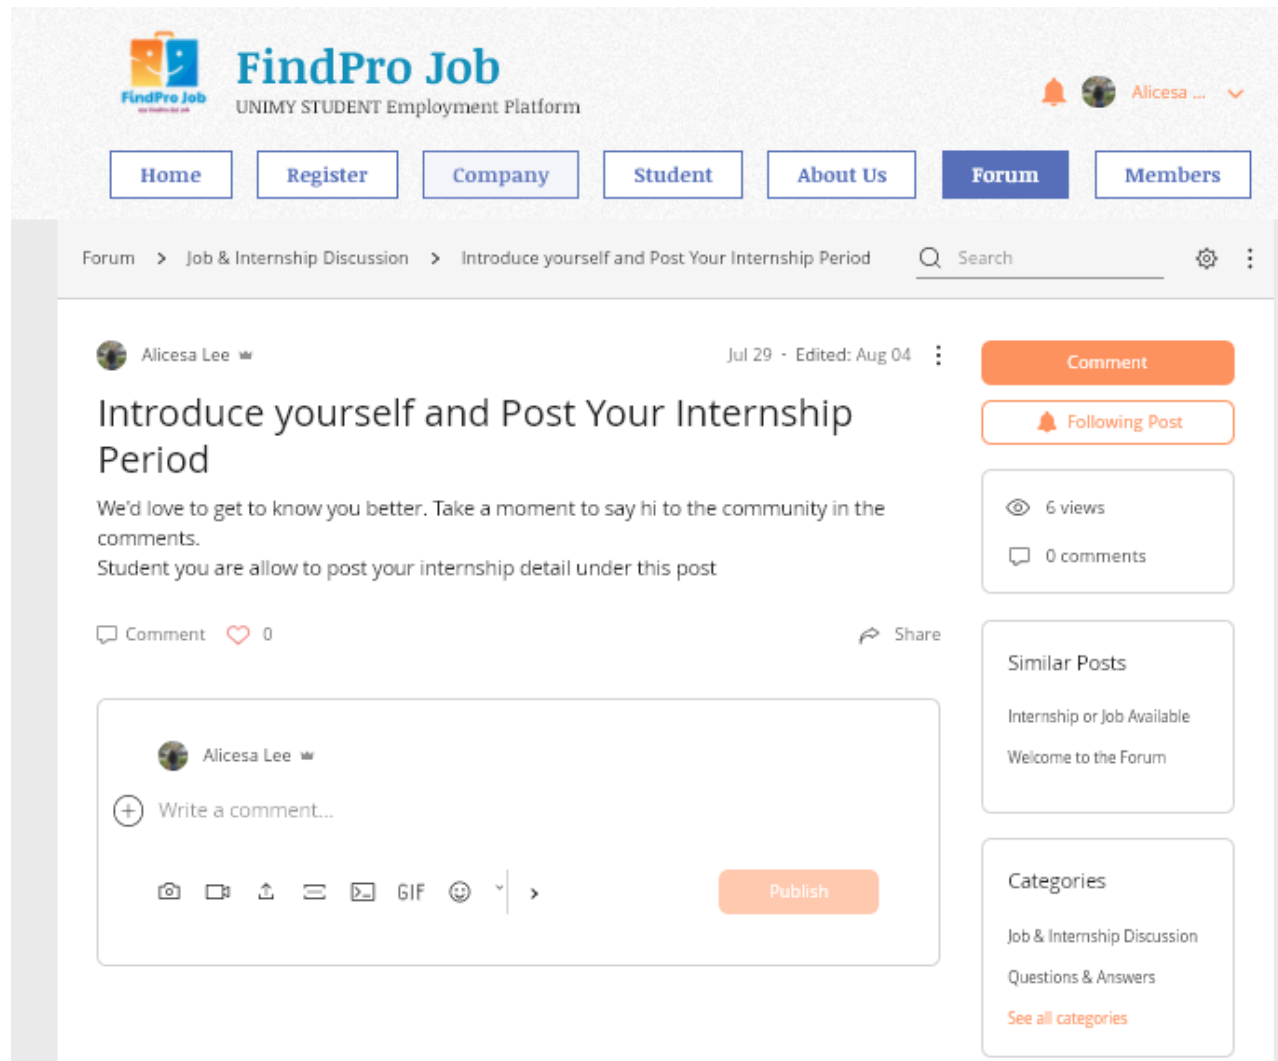 FindPro Job
FindPro Job
UNIMY STUDENT Employment Platform
Alicesa ...
Home
Register
Company
Student
About Us
Forum
Members
Forum > Job & Internship Discussion > Introduce yourself and Post Your Internship Period
Search
Alicesa Lee
Jul 29 · Edited: Aug 04
Introduce yourself and Post Your Internship
Period
We'd love to get to know you better. Take a moment to say hi to the community in the
comments.
Student you are allow to post your internship detail under this post
Comment
0
Share
Alicesa Lee
Write a comment...
GIF
Publish
Comment
Following Post
6 views
0 comments
Similar Posts
Internship or Job Available
Welcome to the Forum
Categories
Job & Internship Discussion
Questions & Answers
See all categories